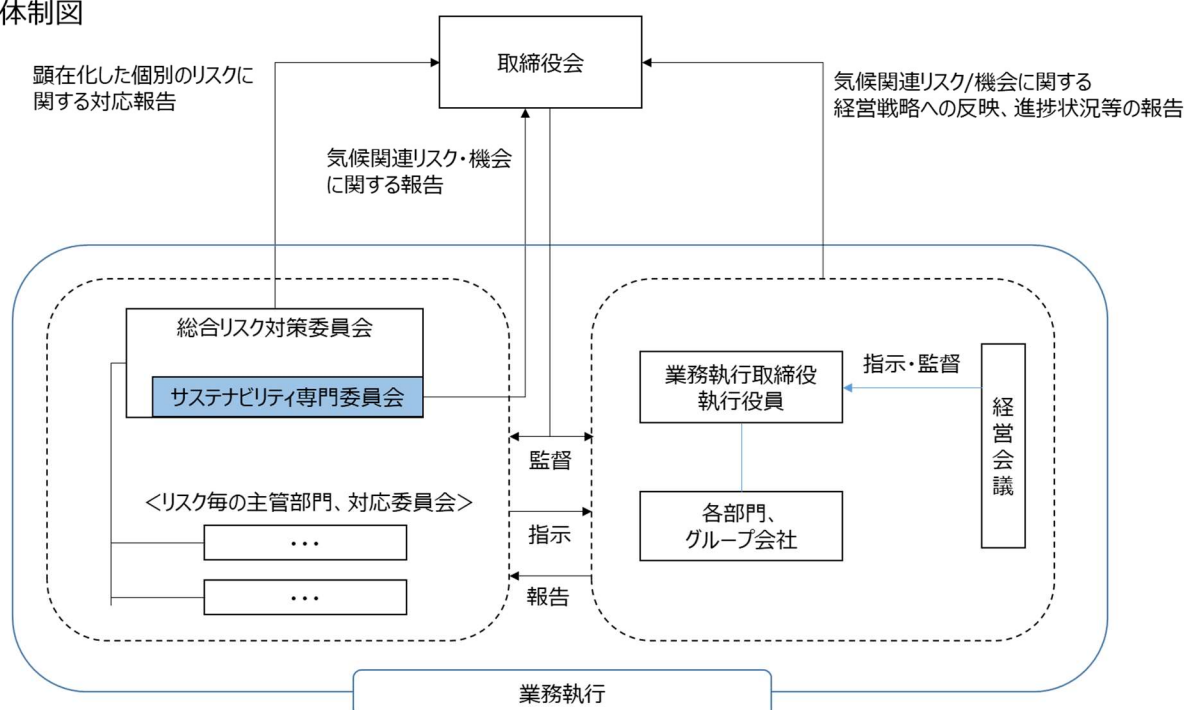 体制図
取締役会
顕在化した個別のリスクに
関する対応報告
気候関連リスク・機会
に関する報告
気候関連リスク/機会に関する
経営戦略への反映、進捗状況等の報告
総合リスク対策委員会
サステナビリティ専門委員会
<リスク毎の主管部門、対応委員会>
・・・
・・・
監督
指示
報告
業務執行取締役
執行役員
指示・監督
経営会議
各部門、
グループ会社
業務執行